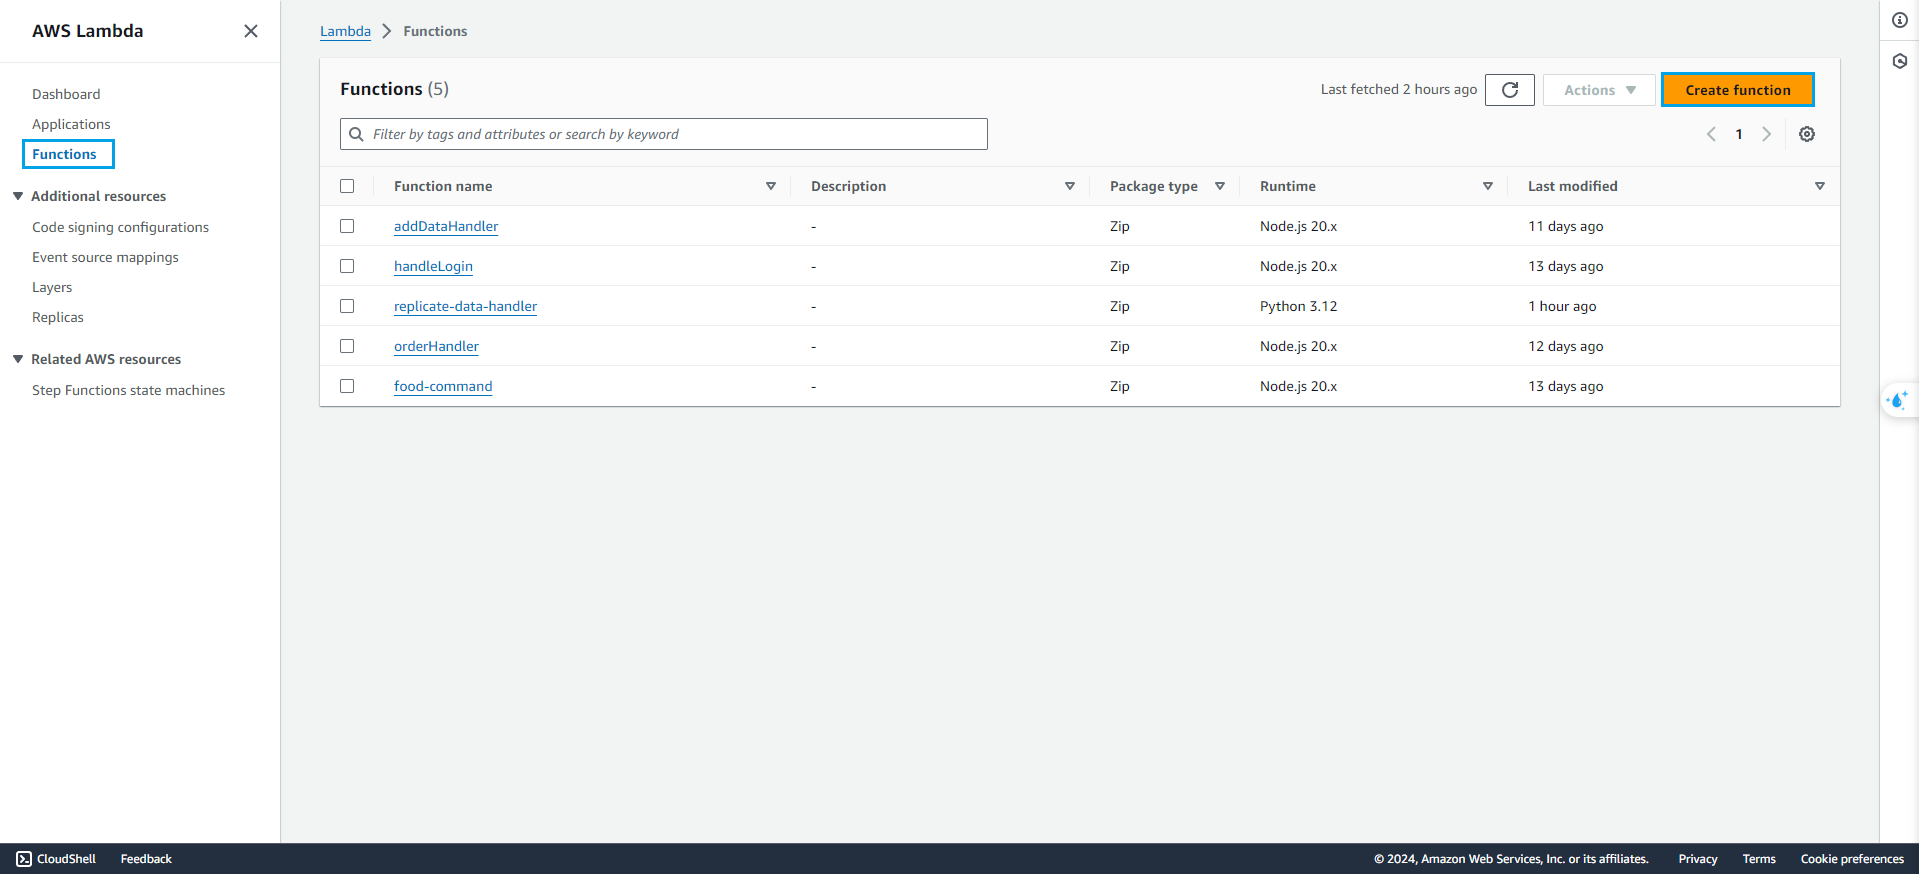 AWS Lambda
Dashboard
Applications
Functions
Additional resources
Code signing configurations
Event source mappings
Layers
Replicas
Related AWS resources
Step Functions state machines
Lambda Functions
Functions (5)
Last fetched 2 hours ago Actions Create function
Filter by tags and attributes or search by keyword
1
Function name Description Package type Runtime Last modified
addDataHandler - Zip Node.js 20.x 11 days ago
handleLogin - Zip Node.js 20.x 13 days ago
replicate-data-handler - Zip Python 3.12 1 hour ago
orderHandler - Zip Node.js 20.x 12 days ago
food-command - Zip Node.js 20.x 13 days ago
CloudShell Feedback © 2024, Amazon Web Services, Inc. or its affiliates. Privacy Terms Cookie preferences